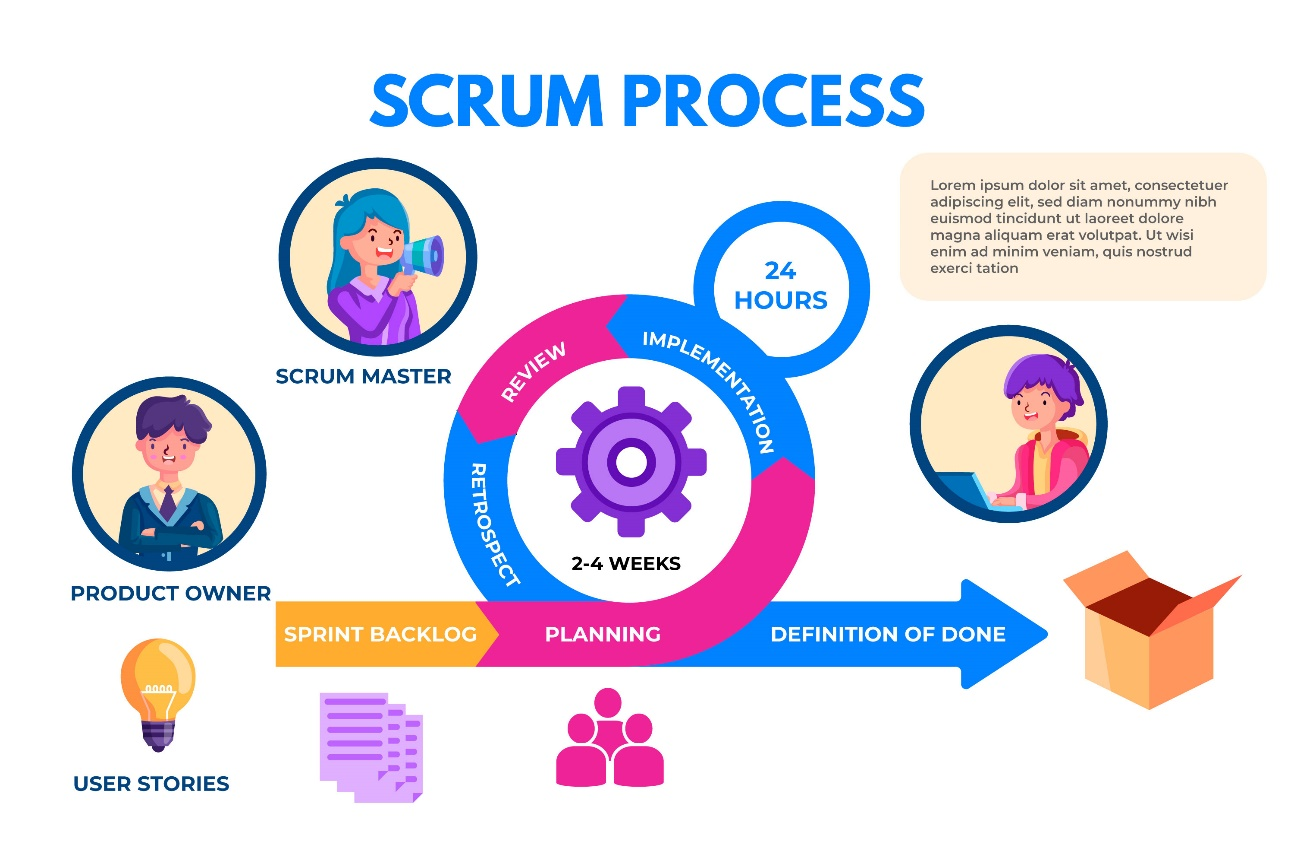 SCRUM PROCESS
Lorem ipsum dolor sit amet, consectetuer
adipiscing elit, sed diam nonummy nibh
euismod tincidunt ut laoreet dolore
magna aliquam erat volutpat. Ut wisi
enim ad minim veniam, quis nostrud
exerci tation
24
HOURS
SCRUM MASTER
REVIEW
IMPLEMENTATION
RETROSPECT
2-4 WEEKS
PRODUCT OWNER
SPRINT BACKLOG
PLANNING
DEFINITION OF DONE
USER STORIES